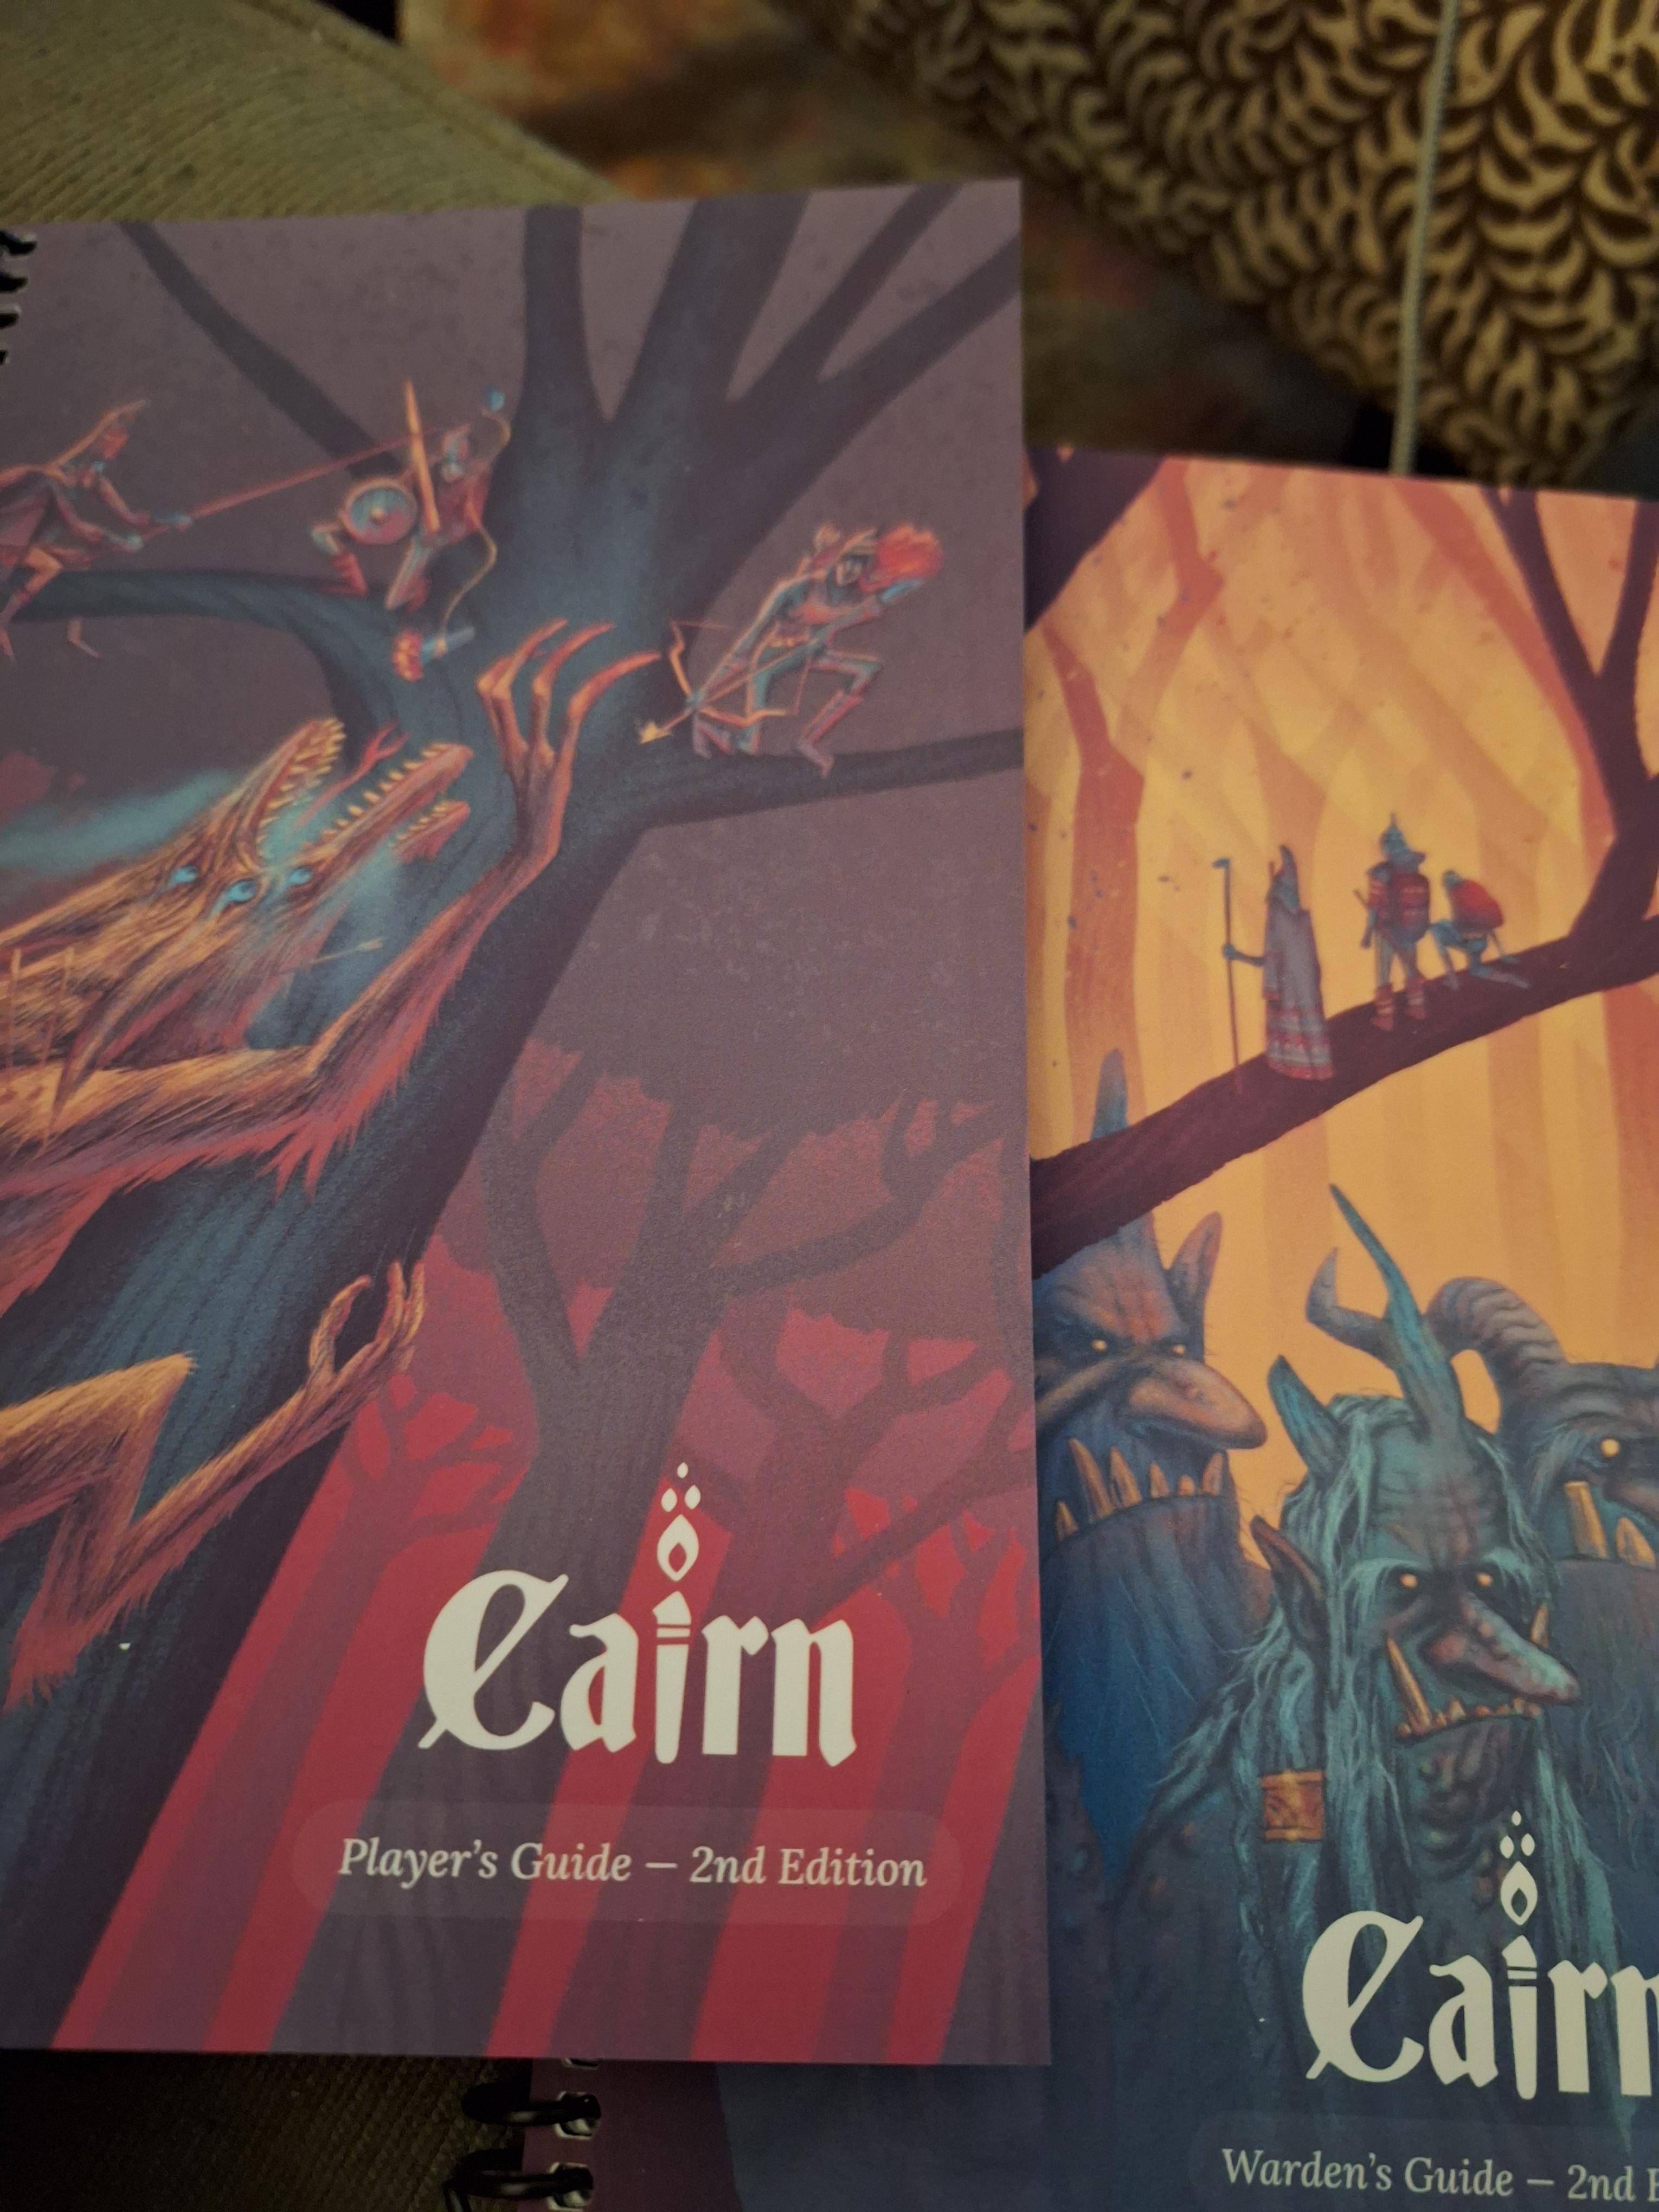 Cairn
Player's Guide – 2nd Edition
Cairn
Warden's Guide – 2nd E